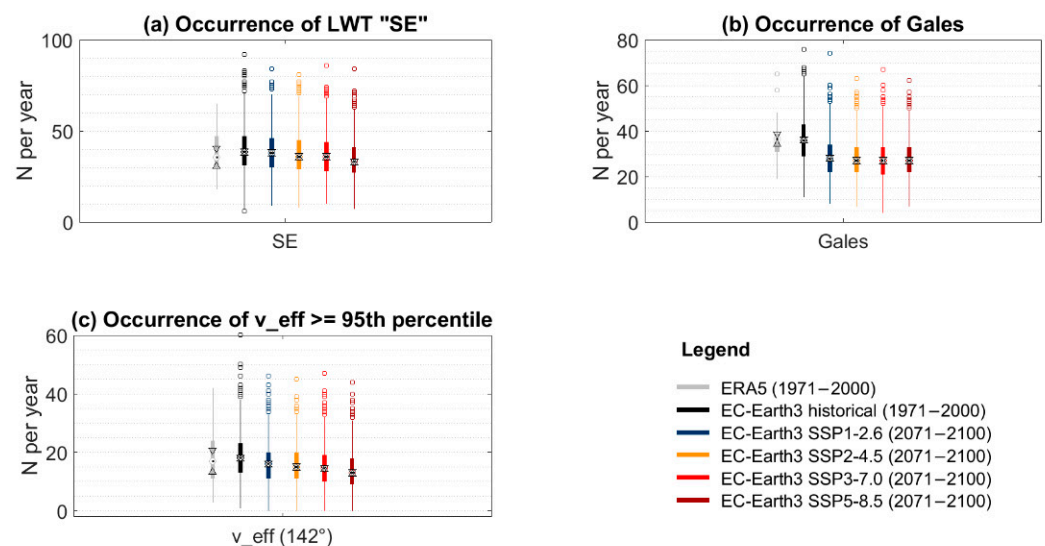 (a) Occurrence of LWT "SE"
100
50
0
N per year
SE
(b) Occurrence of Gales
80
60
40
20
0
N per year
Gales
(c) Occurrence of v_eff >= 95th percentile
60
40
20
0
N per year
v_eff (142°)
Legend
ERA5 (1971−2000)
EC-Earth3 historical (1971−2000)
EC-Earth3 SSP1-2.6 (2071−2100)
EC-Earth3 SSP2-4.5 (2071−2100)
EC-Earth3 SSP3-7.0 (2071−2100)
EC-Earth3 SSP5-8.5 (2071−2100)